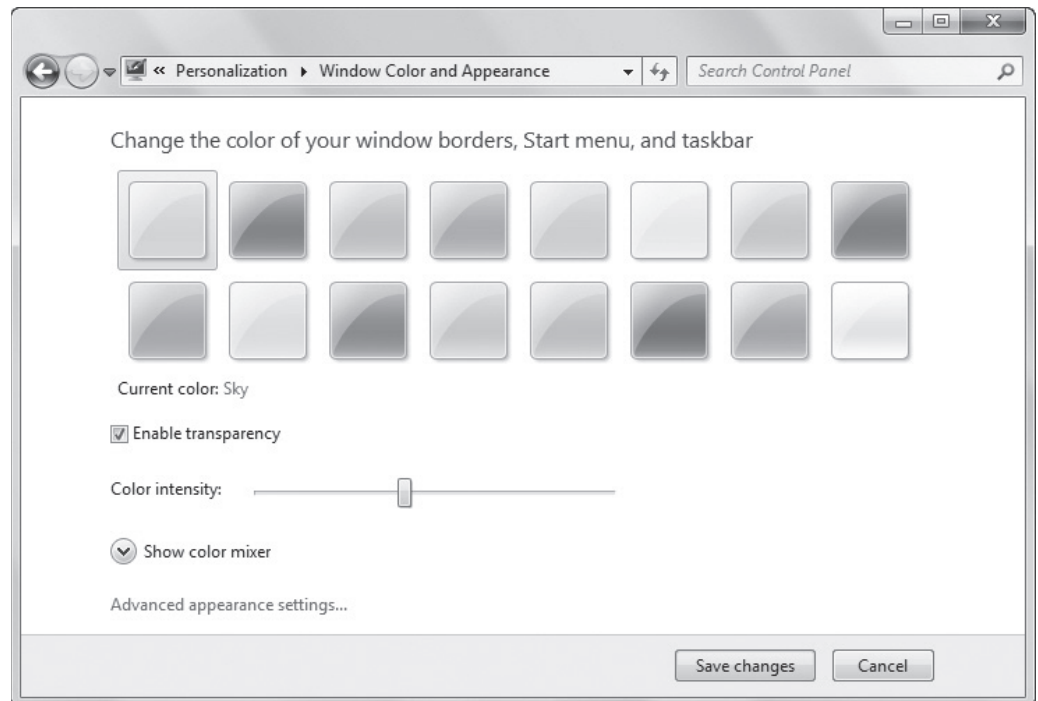 « Personalization ▸ Window Color and Appearance
Search Control Panel
Change the color of your window borders, Start menu, and taskbar
Current color: Sky
Enable transparency
Color intensity:
Show color mixer
Advanced appearance settings...
Save changes Cancel